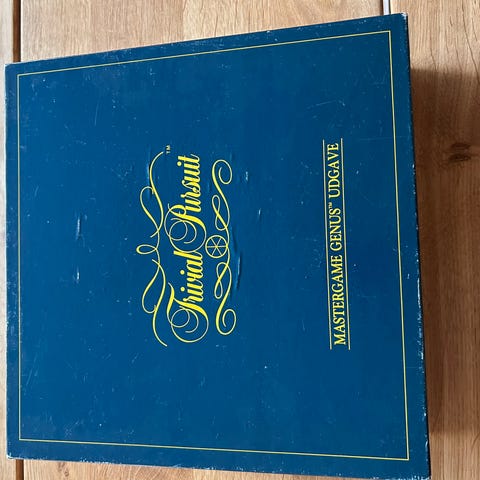 Trivial Pursuit™
MASTERGAME GENUS™ UDGAVE